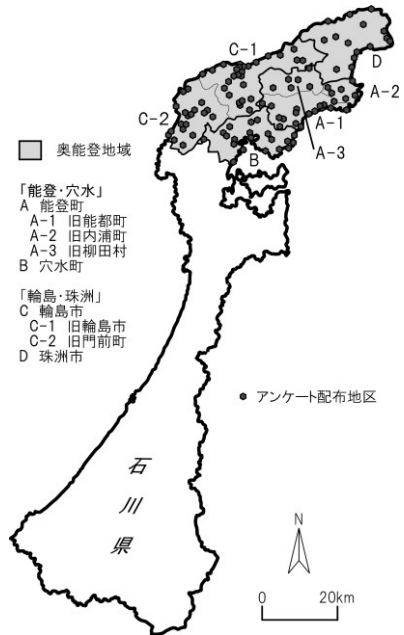 C-1
D
A-2
C-2
A-1
A-3
B
奥能登地域
「能登・穴水」
A 能登町
A-1 旧能都町
A-2 旧内浦町
A-3 旧柳田村
B 穴水町
「輪島・珠洲」
C 輪島市
C-1 旧輪島市
C-2 旧門前町
D 珠洲市
アンケート配布地区
石川県
N
0 20km